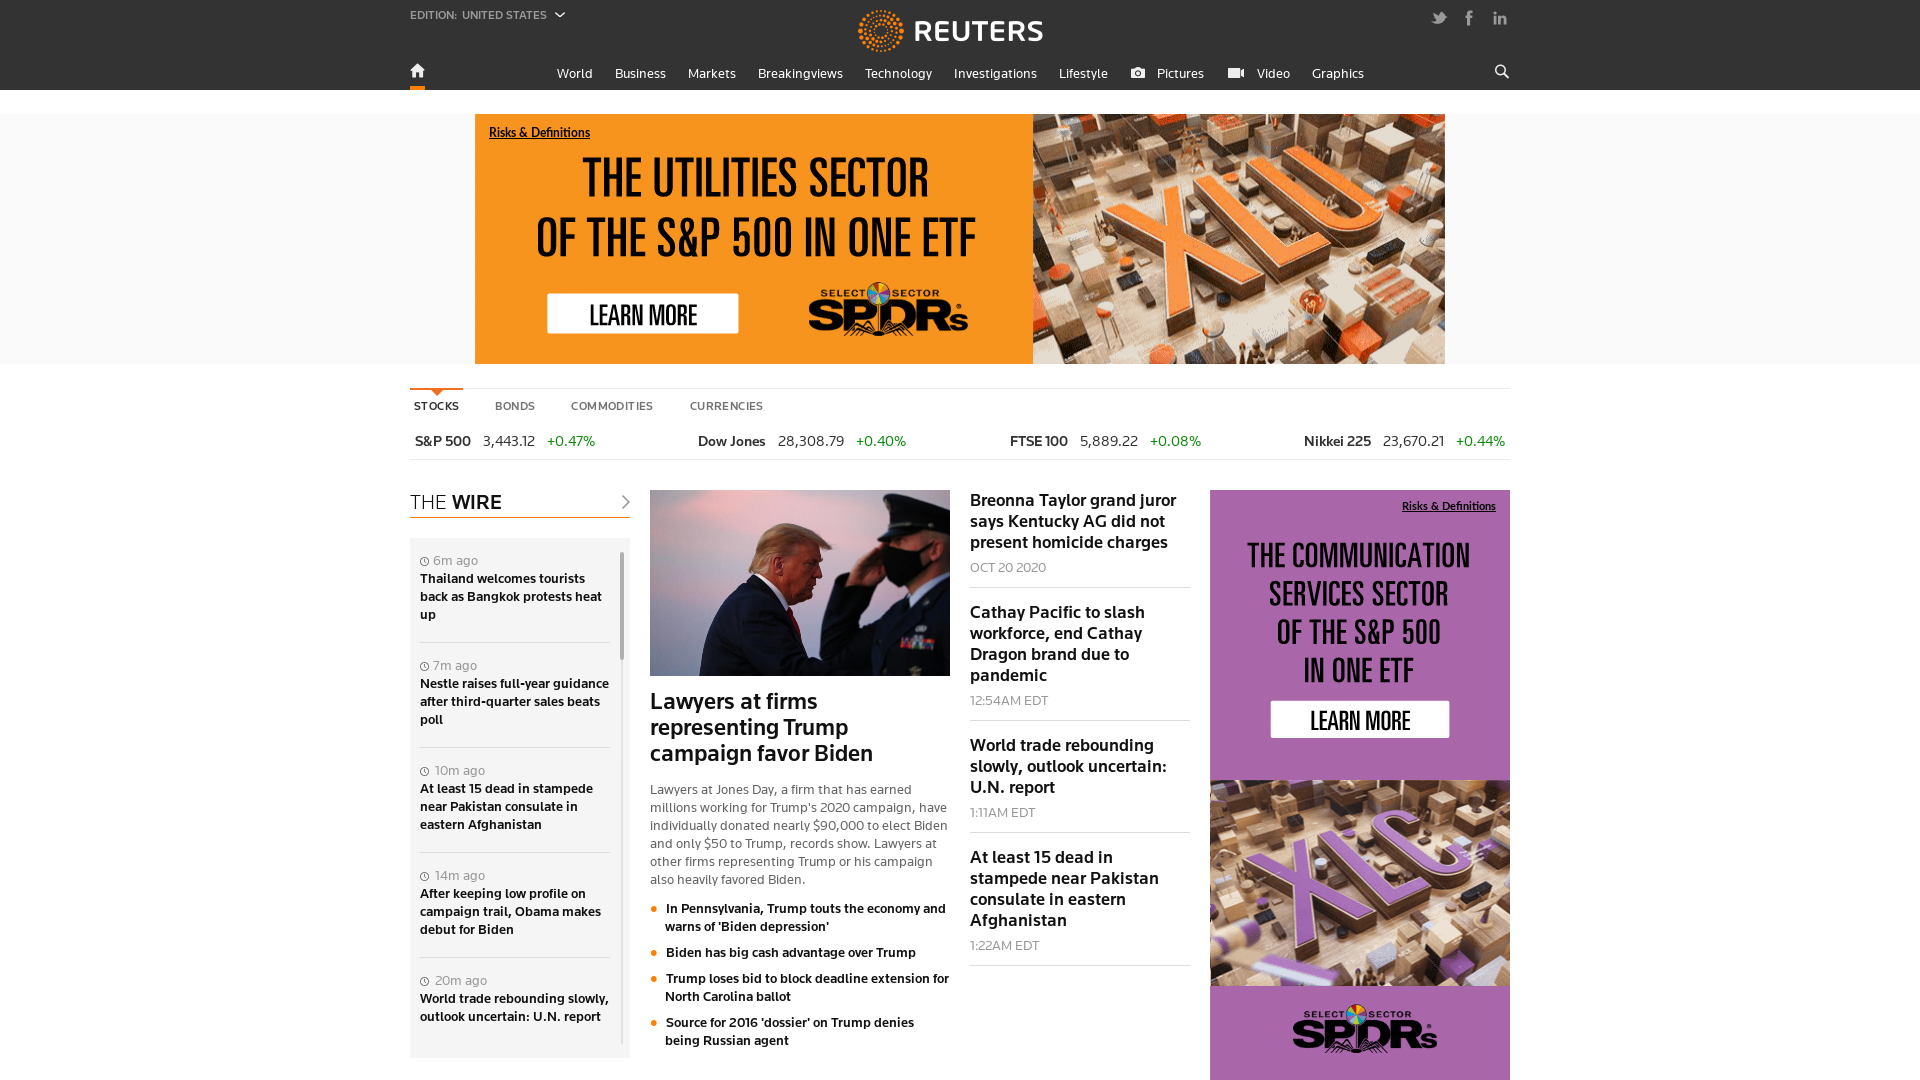 EDITION: UNITED STATES
REUTERS
World Business Markets Breakingviews Technology Investigations Lifestyle Pictures Video Graphics
Risks & Definitions
THE UTILITIES SECTOR
OF THE S&P 500 IN ONE ETF
LEARN MORE
SELECT SECTOR
SPDRs
XLU
STOCKS BONDS COMMODITIES CURRENCIES
S&P 500 3,443.12 +0.47% Dow Jones 28,308.79 +0.40% FTSE 100 5,889.22 +0.08% Nikkei 225 23,670.21 +0.44%
THE WIRE
6m ago
Thailand welcomes tourists
back as Bangkok protests heat
up
7m ago
Nestle raises full-year guidance
after third-quarter sales beats
poll
10m ago
At least 15 dead in stampede
near Pakistan consulate in
eastern Afghanistan
14m ago
After keeping low profile on
campaign trail, Obama makes
debut for Biden
20m ago
World trade rebounding slowly,
outlook uncertain: U.N. report
Lawyers at firms
representing Trump
campaign favor Biden
Lawyers at Jones Day, a firm that has earned
millions working for Trump's 2020 campaign, have
individually donated nearly $90,000 to elect Biden
and only $50 to Trump, records show. Lawyers at
other firms representing Trump or his campaign
also heavily favored Biden.
In Pennsylvania, Trump touts the economy and
warns of 'Biden depression'
Biden has big cash advantage over Trump
Trump loses bid to block deadline extension for
North Carolina ballot
Source for 2016 'dossier' on Trump denies
being Russian agent
Breonna Taylor grand juror
says Kentucky AG did not
present homicide charges
OCT 20 2020
Cathay Pacific to slash
workforce, end Cathay
Dragon brand due to
pandemic
12:54AM EDT
World trade rebounding
slowly, outlook uncertain:
U.N. report
1:11AM EDT
At least 15 dead in
stampede near Pakistan
consulate in eastern
Afghanistan
1:22AM EDT
Risks & Definitions
THE COMMUNICATION
SERVICES SECTOR
OF THE S&P 500
IN ONE ETF
LEARN MORE
XLC
SELECT SECTOR
SPDRs